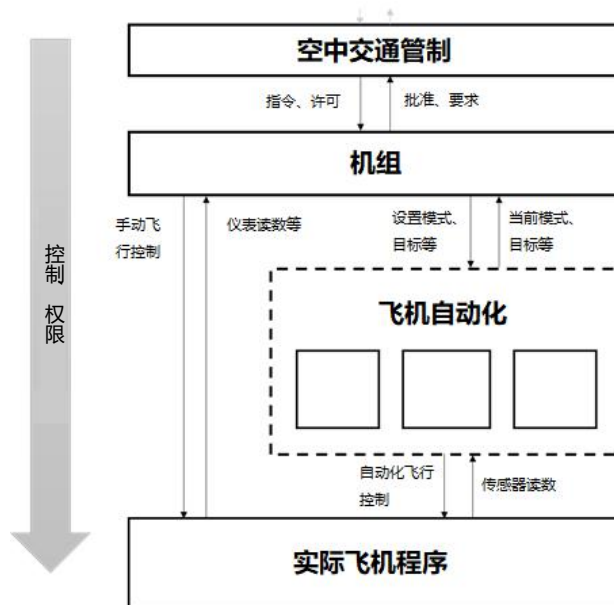 空中交通管制
指令、许可
批准、要求
机组
手动飞
行控制
仪表读数等
设置模式、
目标等
当前模式、
目标等
控制 权限
飞机自动化
自动化飞行
控制
传感器读数
实际飞机程序